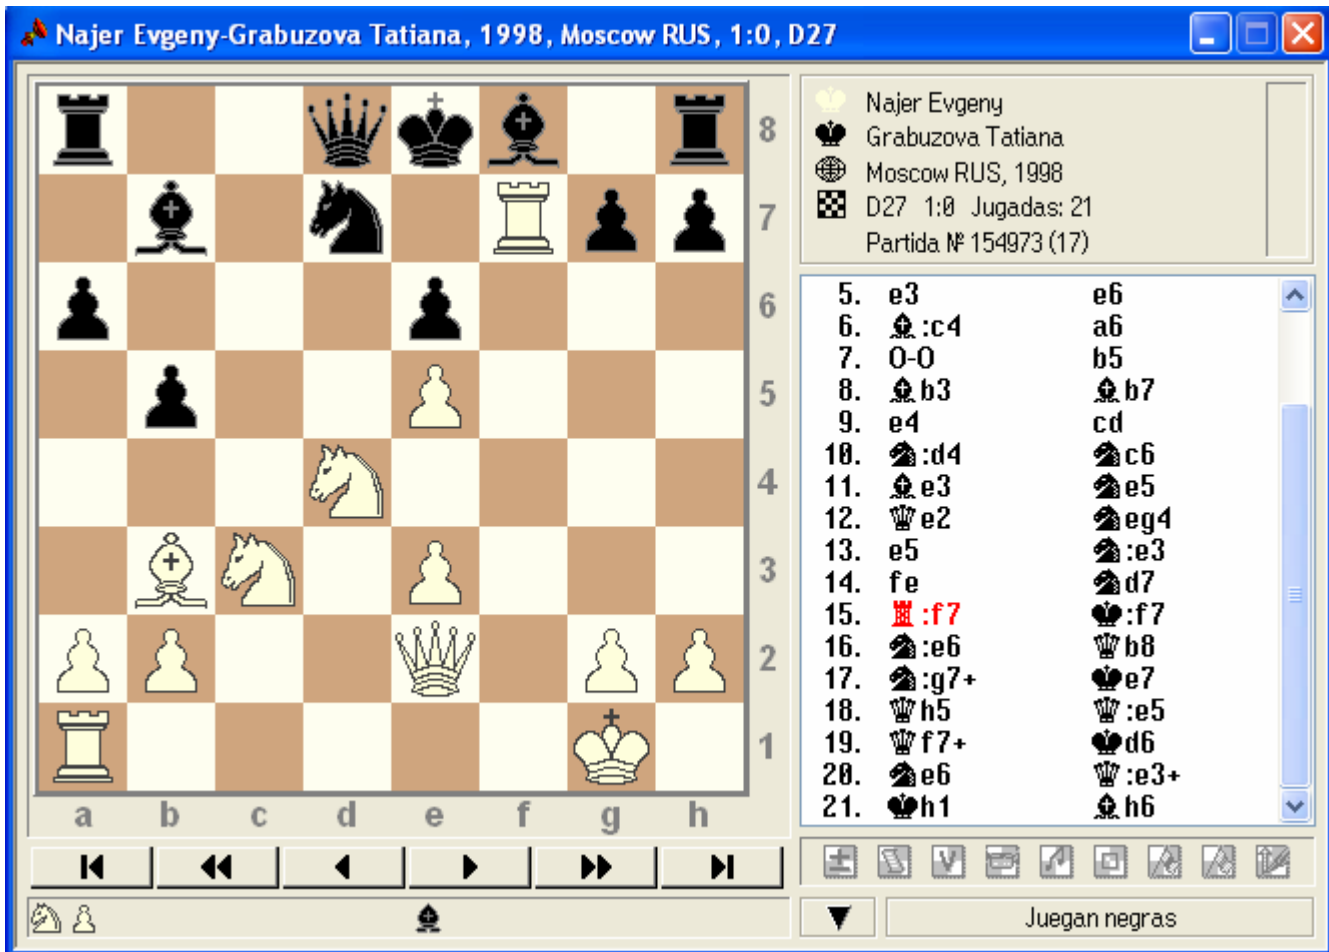 Najer Evgeny-Grabuzova Tatiana, 1998, Moscow RUS, 1:0, D27
8
7
6
5
4
3
2
1
a b c d e f g h
Najer Evgeny
Grabuzova Tatiana
Moscow RUS, 1998
D27 1:0 Jugadas: 21
Partida № 154973 (17)
5. e3 e6
6. ♝:c4 a6
7. O-O b5
8. ♝b3 ♝b7
9. e4 cd
10. ♞:d4 ♞c6
11. ♝e3 ♞e5
12. ♛e2 ♞eg4
13. e5 ♞:e3
14. fe ♞d7
15. ♜:f7 ♚:f7
16. ♞:e6 ♛b8
17. ♞:g7+ ♚e7
18. ♛h5 ♛:e5
19. ♛f7+ ♚d6
20. ♞e6 ♛:e3+
21. ♚h1 ♝h6
Juegan negras